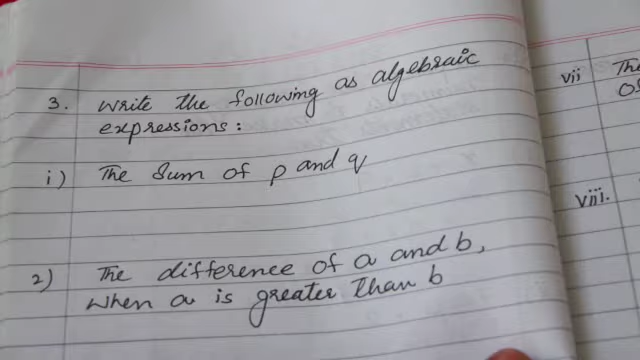 3. Write the following as algebraic
expressions:
i) The Sum of p and q
2) The difference of a and b,
when a is greater than b
vii The
viii.